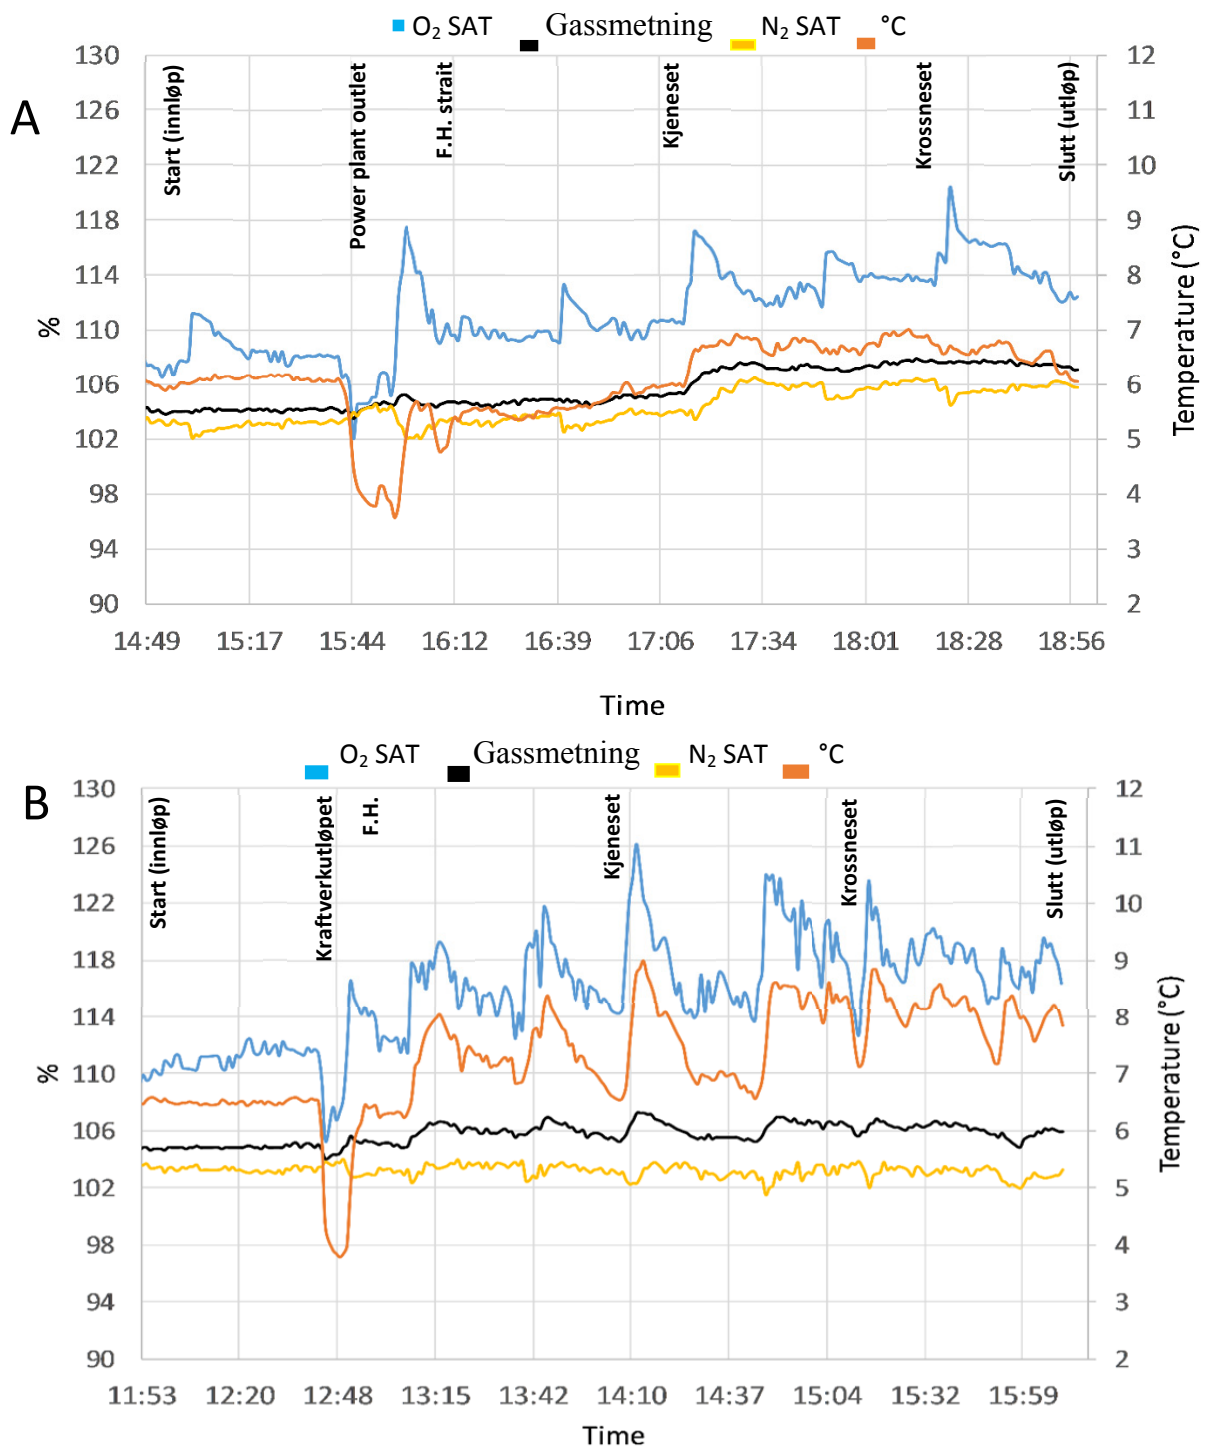 O₂ SAT Gassmetning N₂ SAT °C
A
130
126
122
118
114
110
106
102
98
94
90
%
12
11
10
9
8
7
6
5
4
3
2
Temperature (°C)
Start (innløp)
Power plant outlet
F.H. strait
Kjeneset
Krossneset
Slutt (utløp)
14:49 15:17 15:44 16:12 16:39 17:06 17:34 18:01 18:28 18:56
Time
O₂ SAT Gassmetning N₂ SAT °C
B
130
126
122
118
114
110
106
102
98
94
90
%
12
11
10
9
8
7
6
5
4
3
2
Temperature (°C)
Start (innløp)
Kraftverkutløpet
F.H.
Kjeneset
Krossneset
Slutt (utløp)
11:53 12:20 12:48 13:15 13:42 14:10 14:37 15:04 15:32 15:59
Time